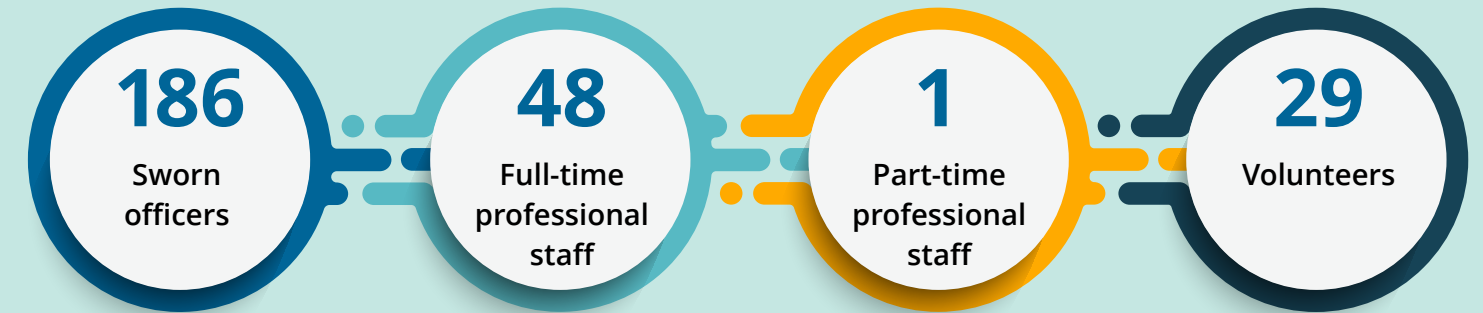 186
Sworn
officers
48
Full-time
professional
staff
1
Part-time
professional
staff
29
Volunteers